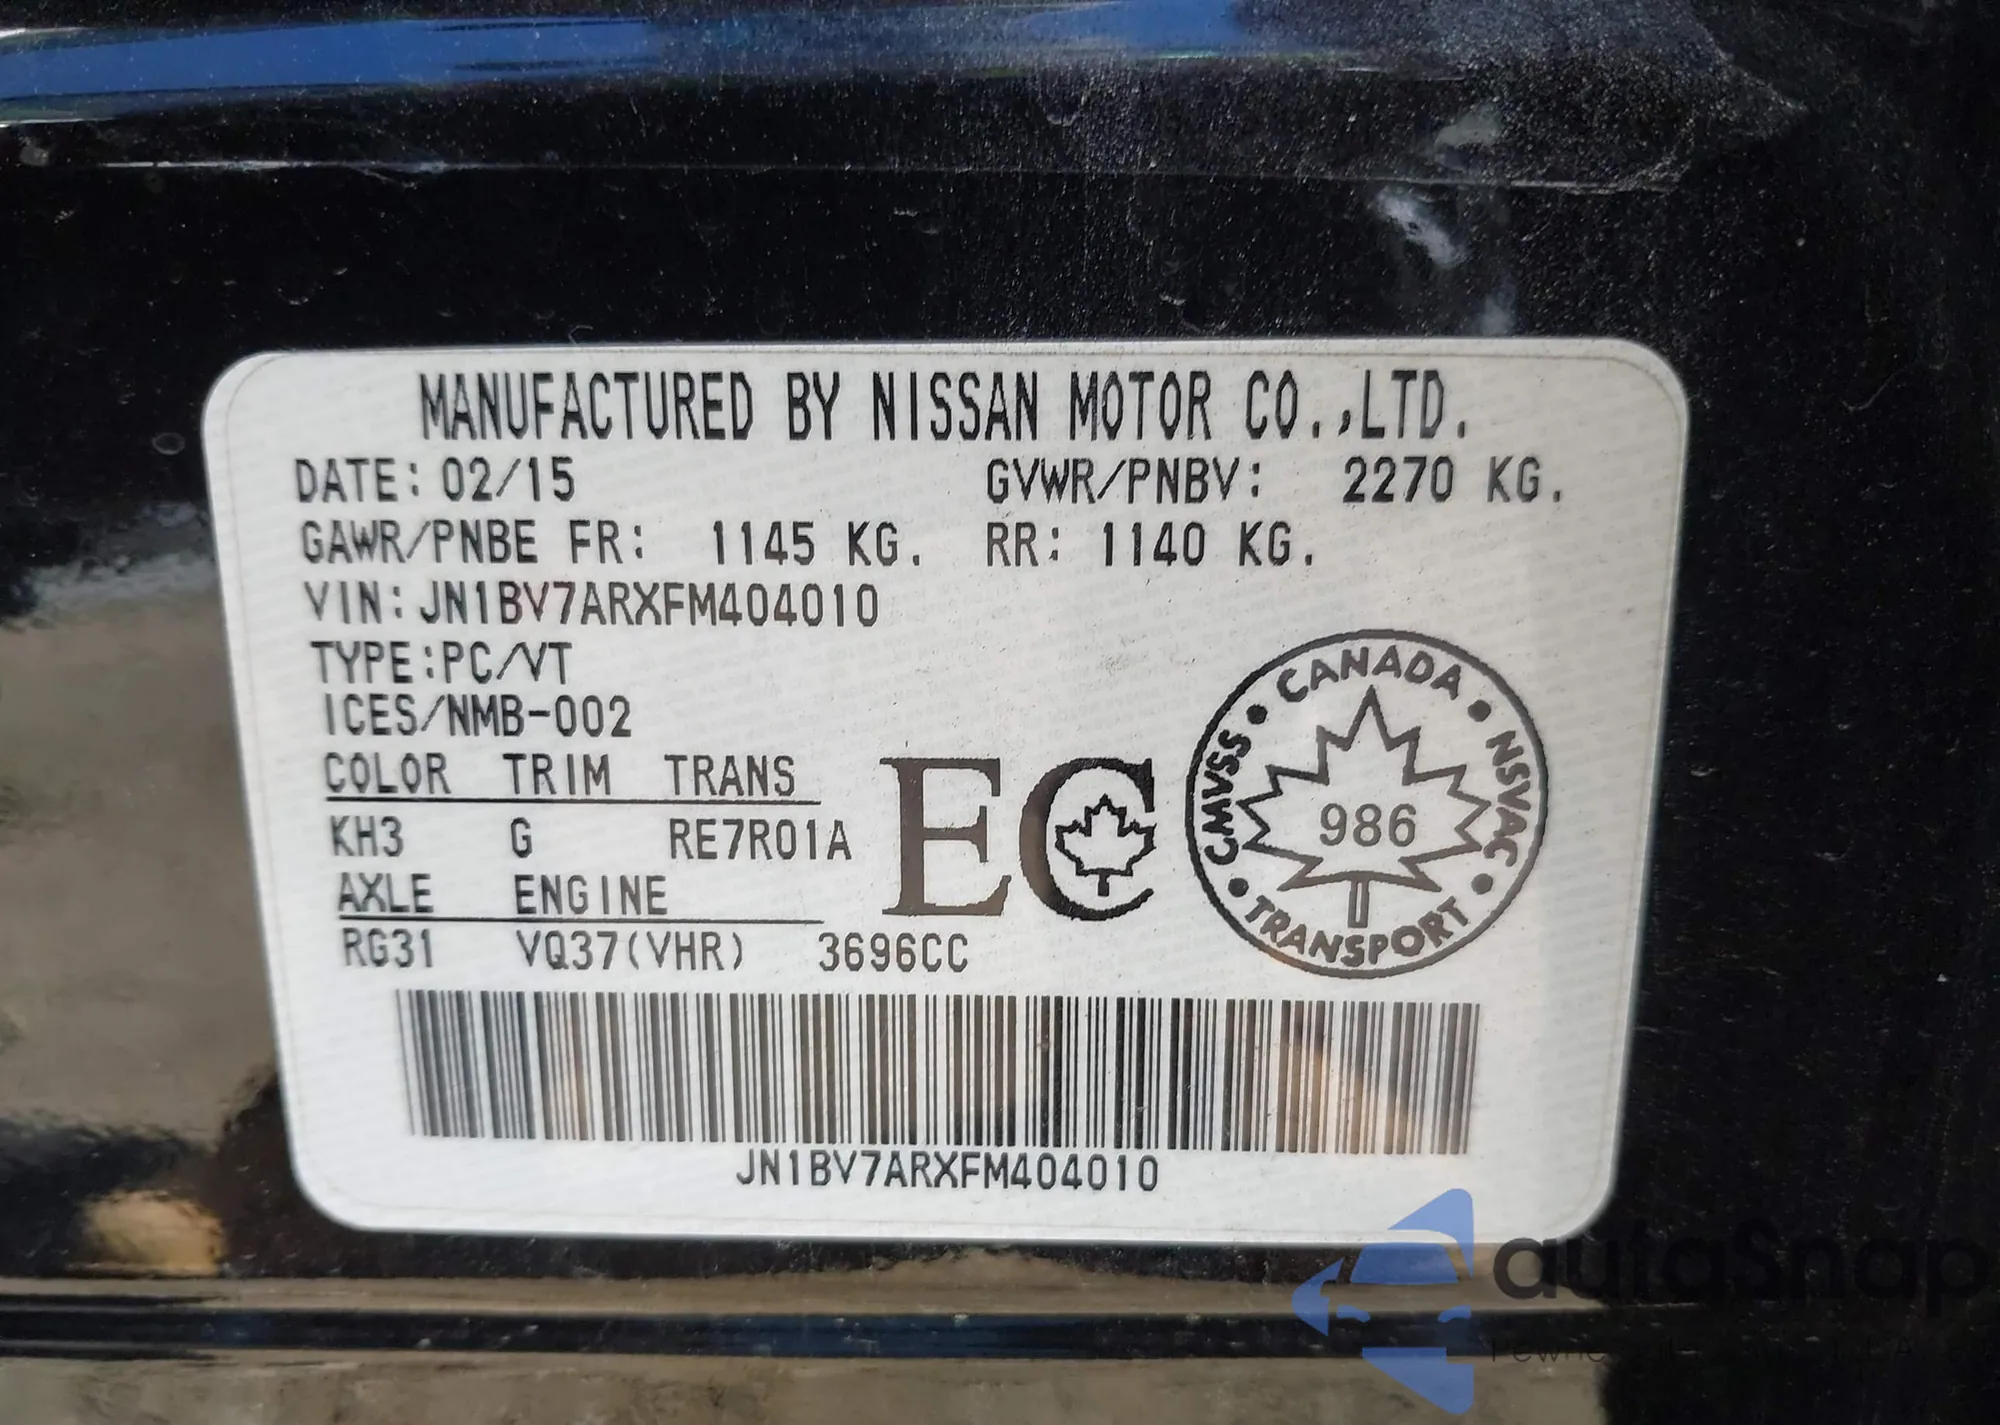 MANUFACTURED BY NISSAN MOTOR CO.,LTD.
DATE: 02/15 GVWR/PNBV: 2270 KG.
GAWR/PNBE FR: 1145 KG. RR: 1140 KG.
VIN: JN1BV7ARXFM404010
TYPE:PC/VT
ICES/NMB-002
COLOR TRIM TRANS
KH3 G RE7R01A
AXLE ENGINE
RG31 VQ37(VHR) 3696CC
EC
CANADA • NSVAC • TRANSPORT • CMVSS •
986
JN1BV7ARXFM404010
autaSnap